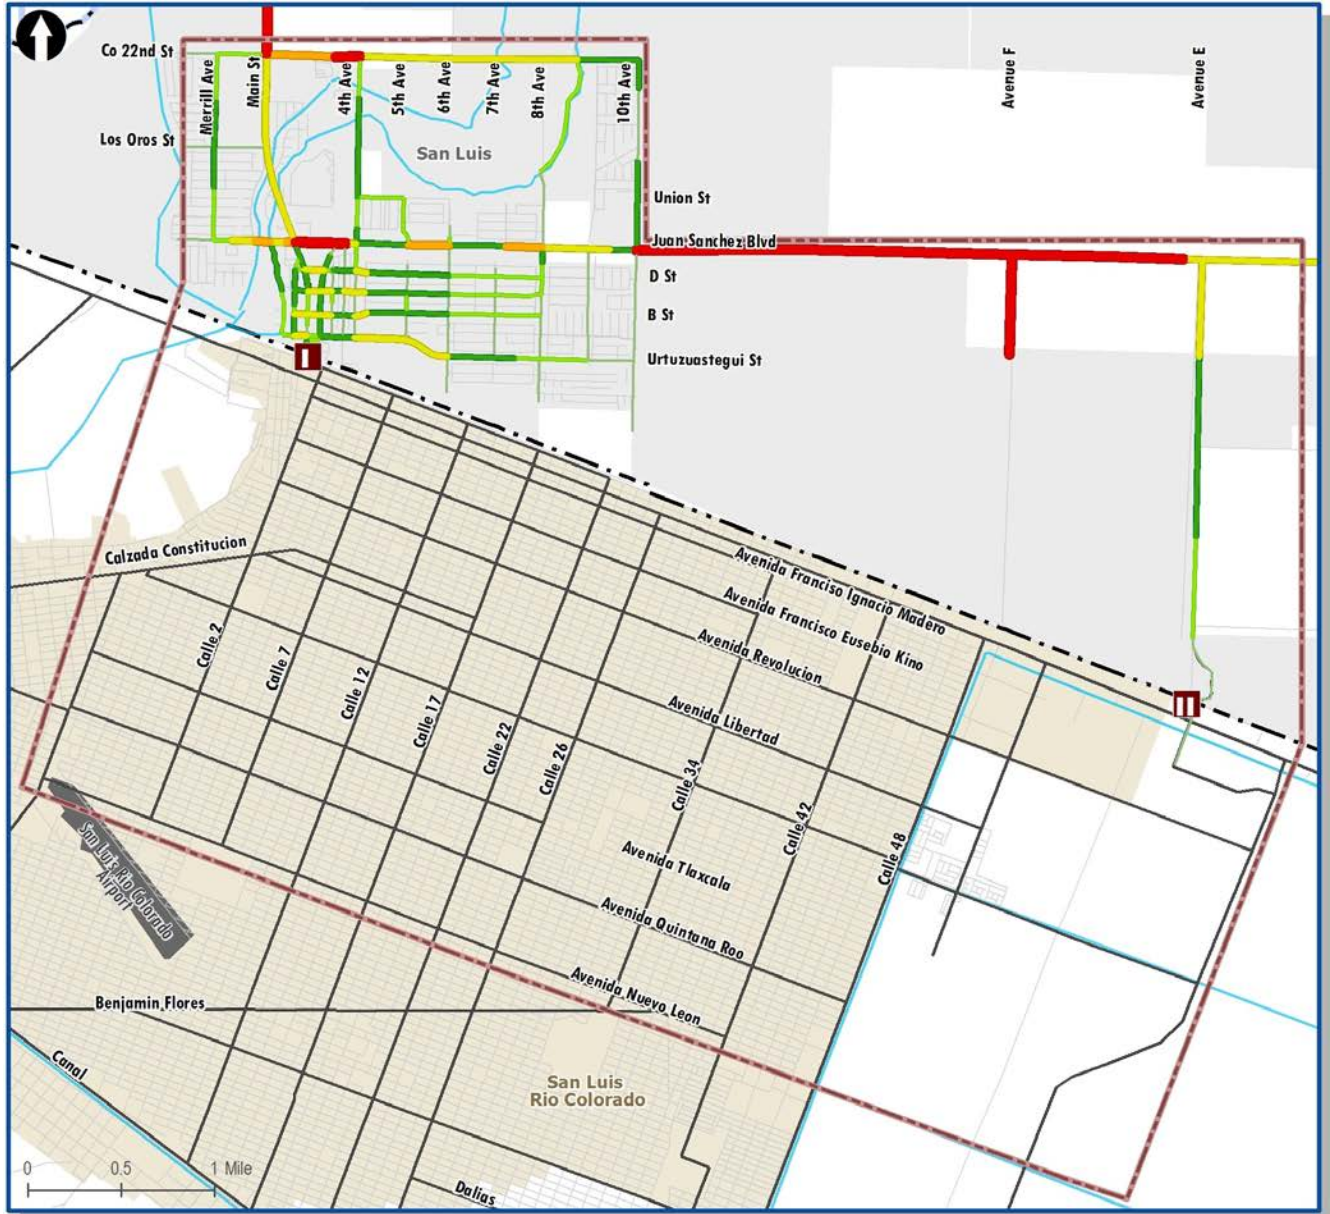 Co 22nd St
Merrill Ave
Main St
4th Ave
5th Ave
6th Ave
7th Ave
8th Ave
10th Ave
Avenue F
Avenue E
Los Oros St
San Luis
Union St
Juan Sanchez Blvd
D St
B St
Urtuzuastegui St
I
Calzada Constitucion
Avenida Franciso Ignacio Madero
Avenida Francisco Eusebio Kino
Avenida Revolucion
Avenida Libertad
Calle 2
Calle 7
Calle 12
Calle 17
Calle 22
Calle 26
Calle 34
Calle 42
Calle 48
II
San Luis Rio Colorado
Airport
Avenida Tlaxcala
Avenida Quintana Roo
Avenida Nuevo Leon
Benjamin Flores
Canal
San Luis
Rio Colorado
0 0.5 1 Mile
Dalias